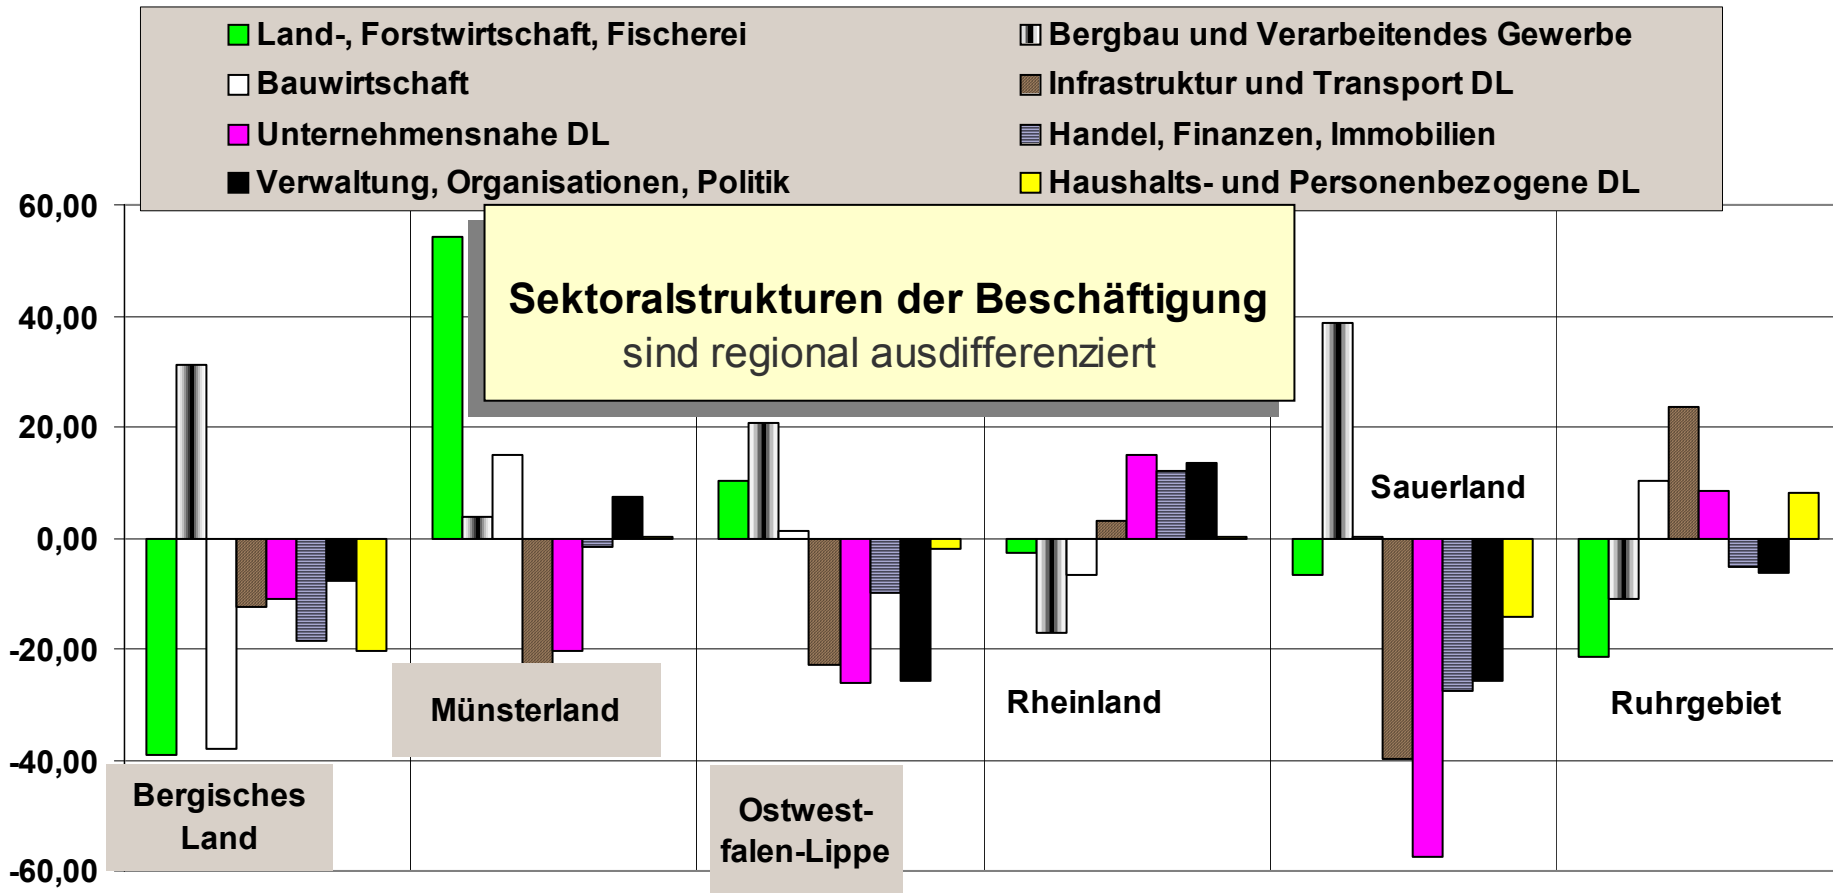 Land-, Forstwirtschaft, Fischerei
Bergbau und Verarbeitendes Gewerbe
Bauwirtschaft
Infrastruktur und Transport DL
Unternehmensnahe DL
Handel, Finanzen, Immobilien
Verwaltung, Organisationen, Politik
Haushalts- und Personenbezogene DL
60,00
40,00
20,00
0,00
-20,00
-40,00
-60,00
Sektoralstrukturen der Beschäftigung
sind regional ausdifferenziert
Bergisches
Land
Münsterland
Ostwest-
falen-Lippe
Rheinland
Sauerland
Ruhrgebiet